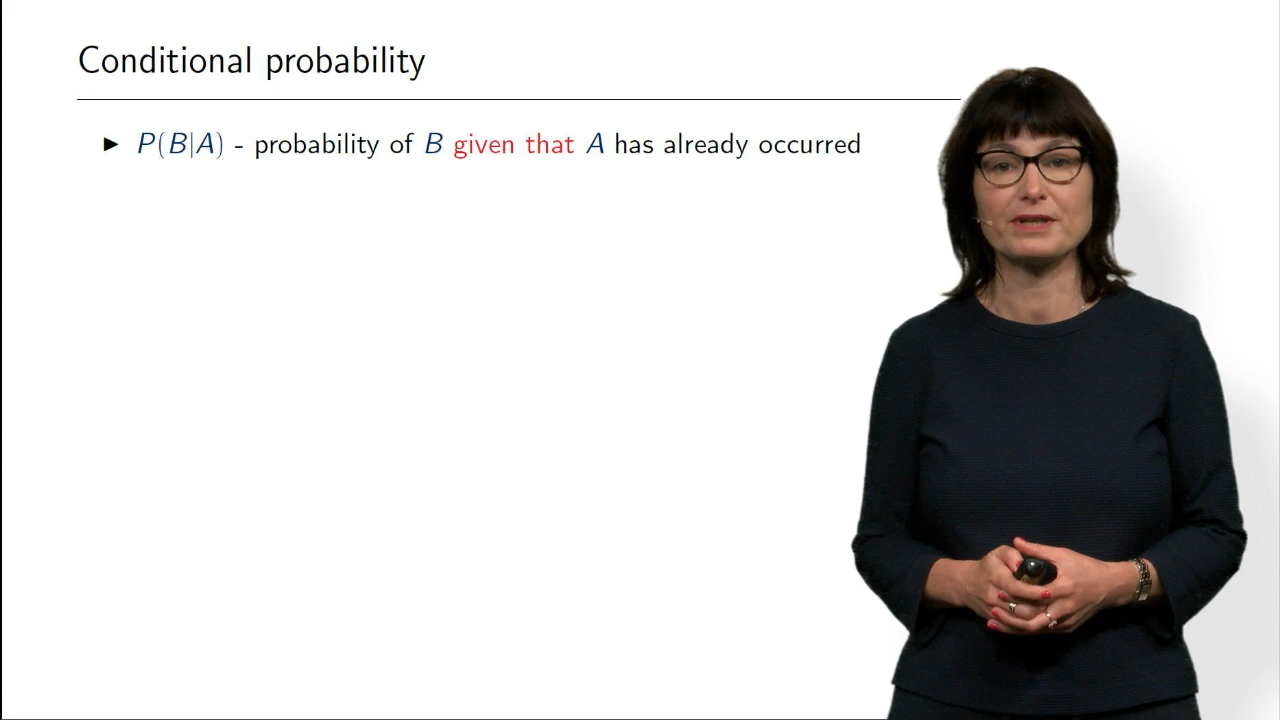 Conditional probability
▶ P(B|A) - probability of B given that A has already occurred